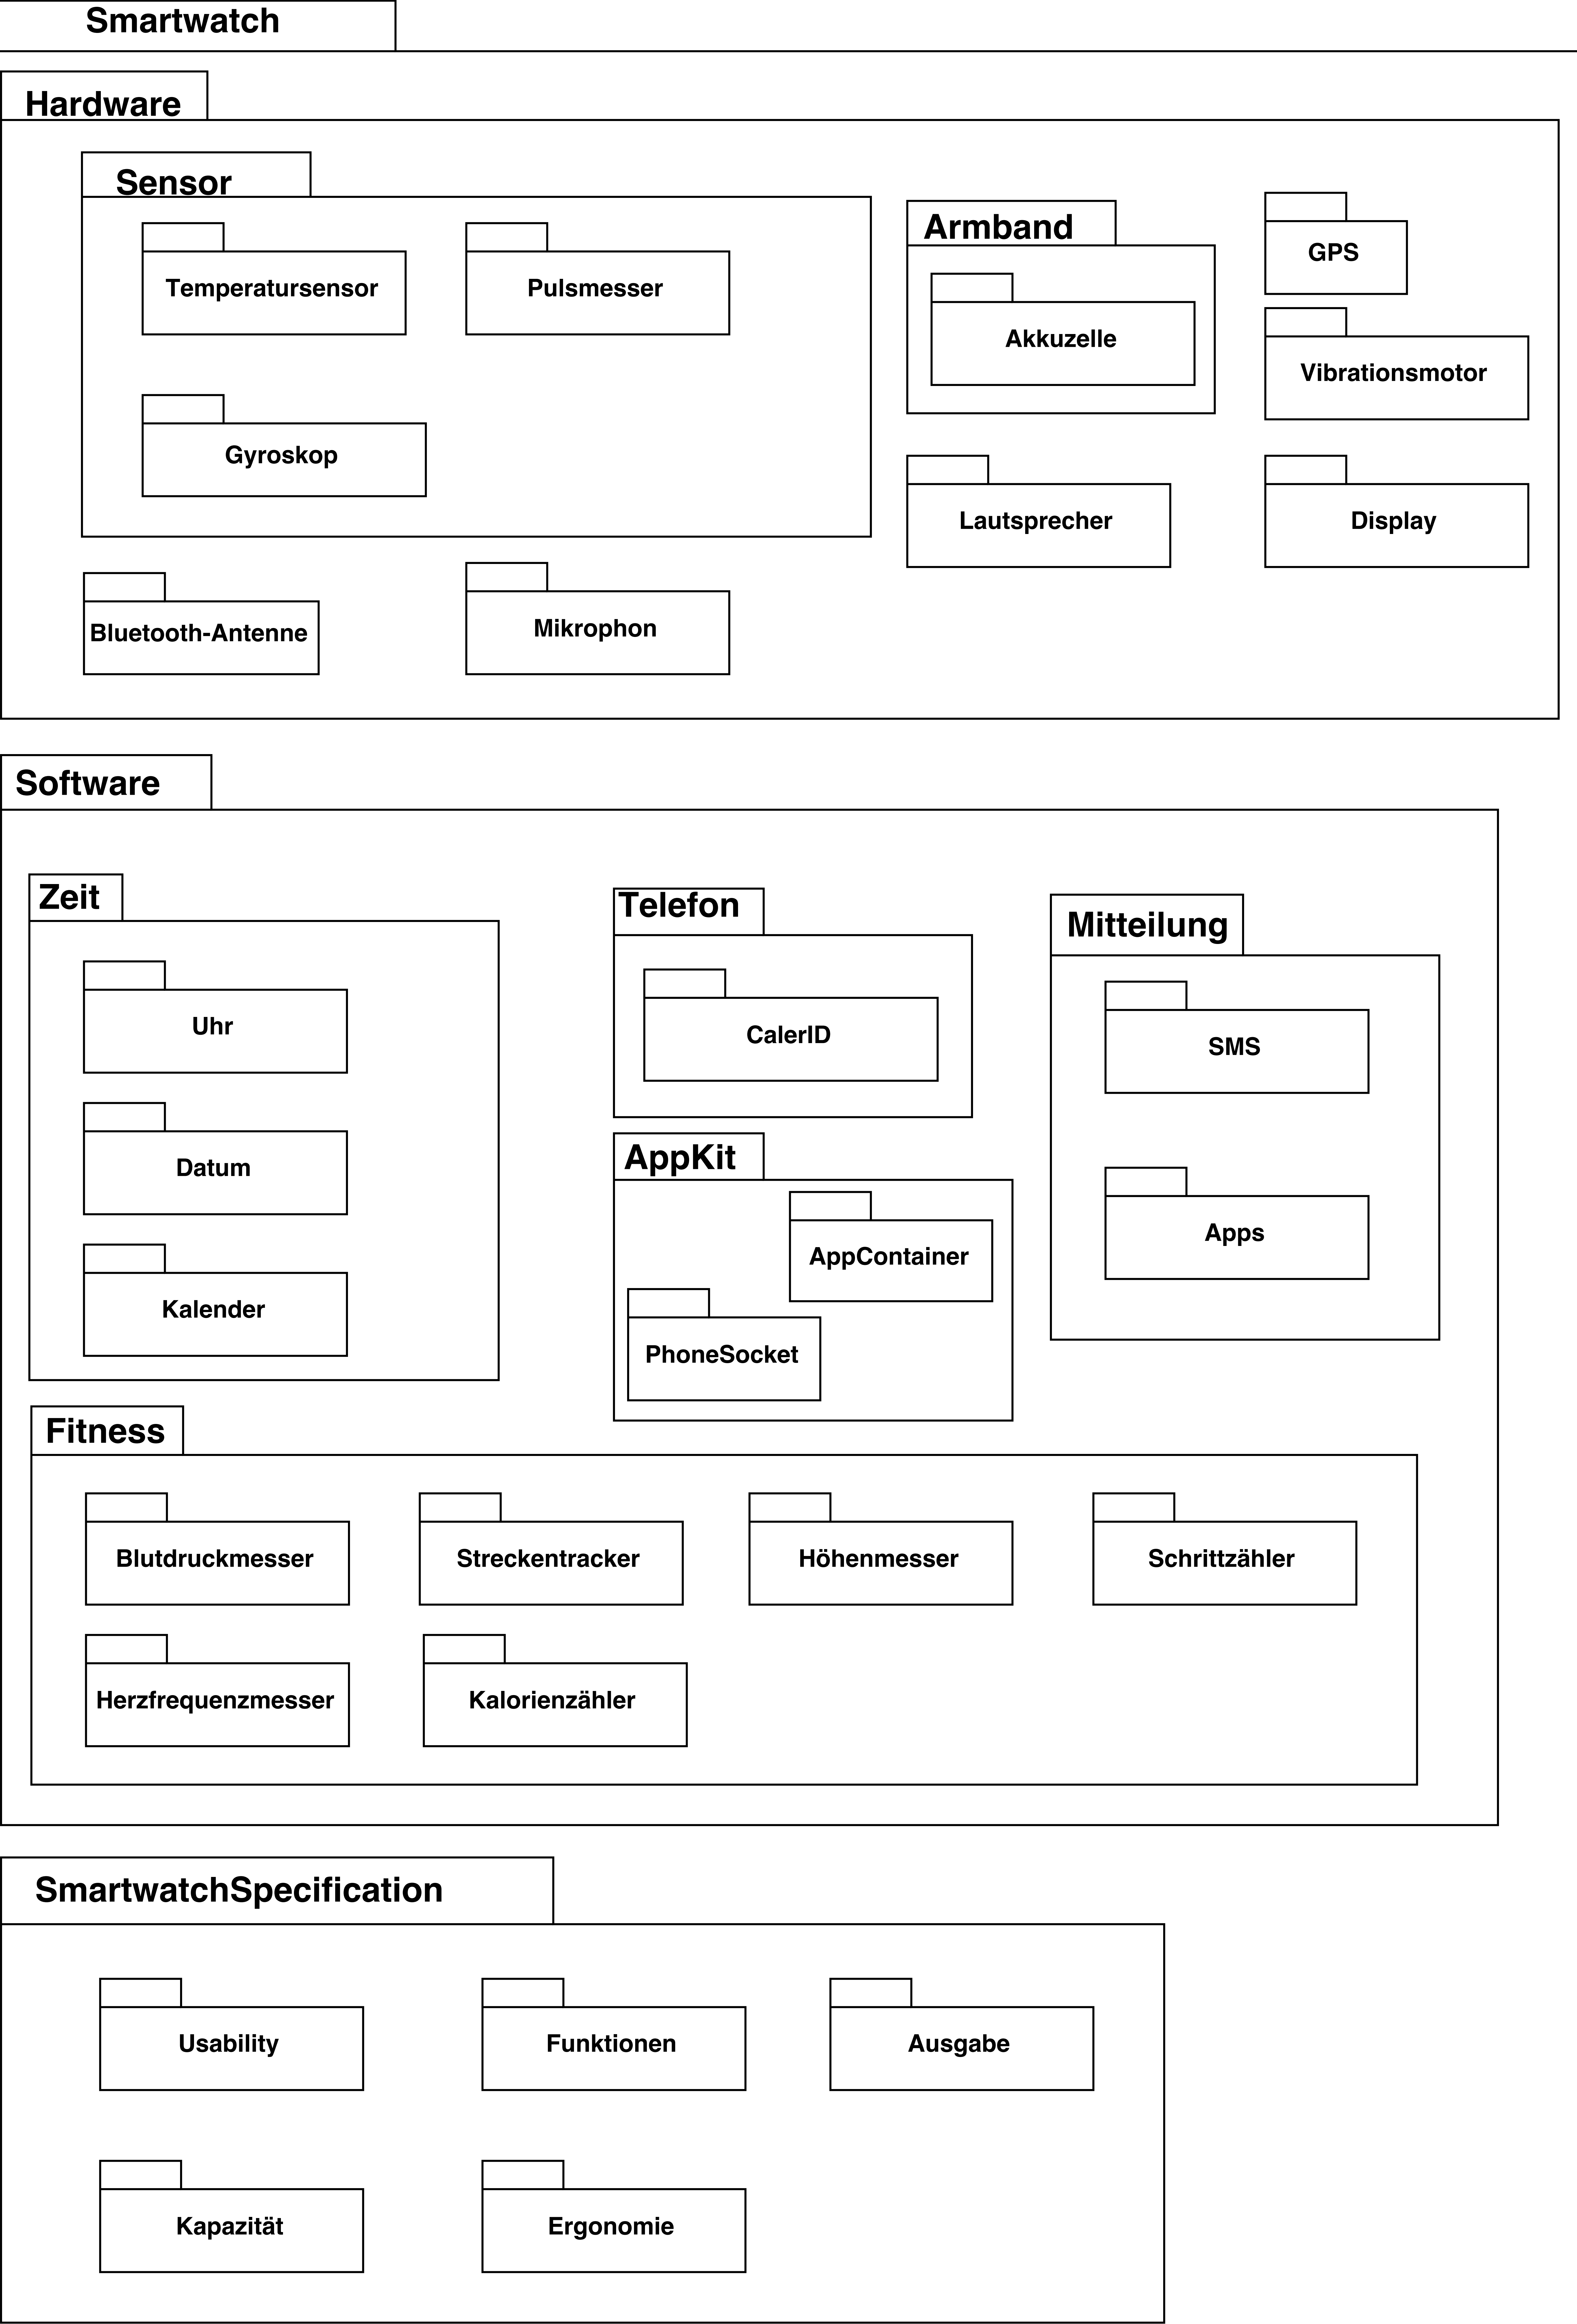 Smartwatch
Hardware
Sensor
Temperatursensor
Pulsmesser
Gyroskop
Armband
Akkuzelle
GPS
Vibrationsmotor
Lautsprecher
Display
Bluetooth-Antenne
Mikrophon
Software
Zeit
Uhr
Datum
Kalender
Telefon
CalerID
AppKit
AppContainer
PhoneSocket
Mitteilung
SMS
Apps
Fitness
Blutdruckmesser
Streckentracker
Höhenmesser
Schrittzähler
Herzfrequenzmesser
Kalorienzähler
SmartwatchSpecification
Usability
Funktionen
Ausgabe
Kapazität
Ergonomie